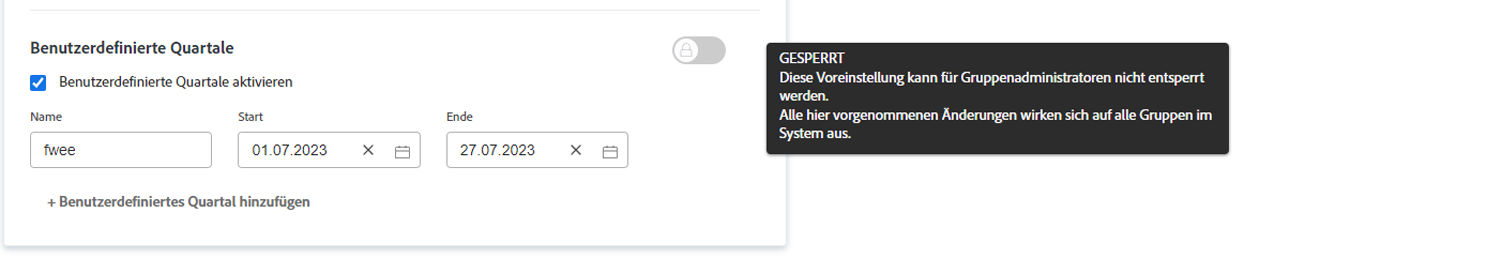 Benutzerdefinierte Quartale
Benutzerdefinierte Quartale aktivieren
Name
Start
Ende
fwee
01.07.2023
27.07.2023
+ Benutzerdefiniertes Quartal hinzufügen
GESPERRT
Diese Voreinstellung kann für Gruppenadministratoren nicht entsperrt
werden.
Alle hier vorgenommenen Änderungen wirken sich auf alle Gruppen im
System aus.